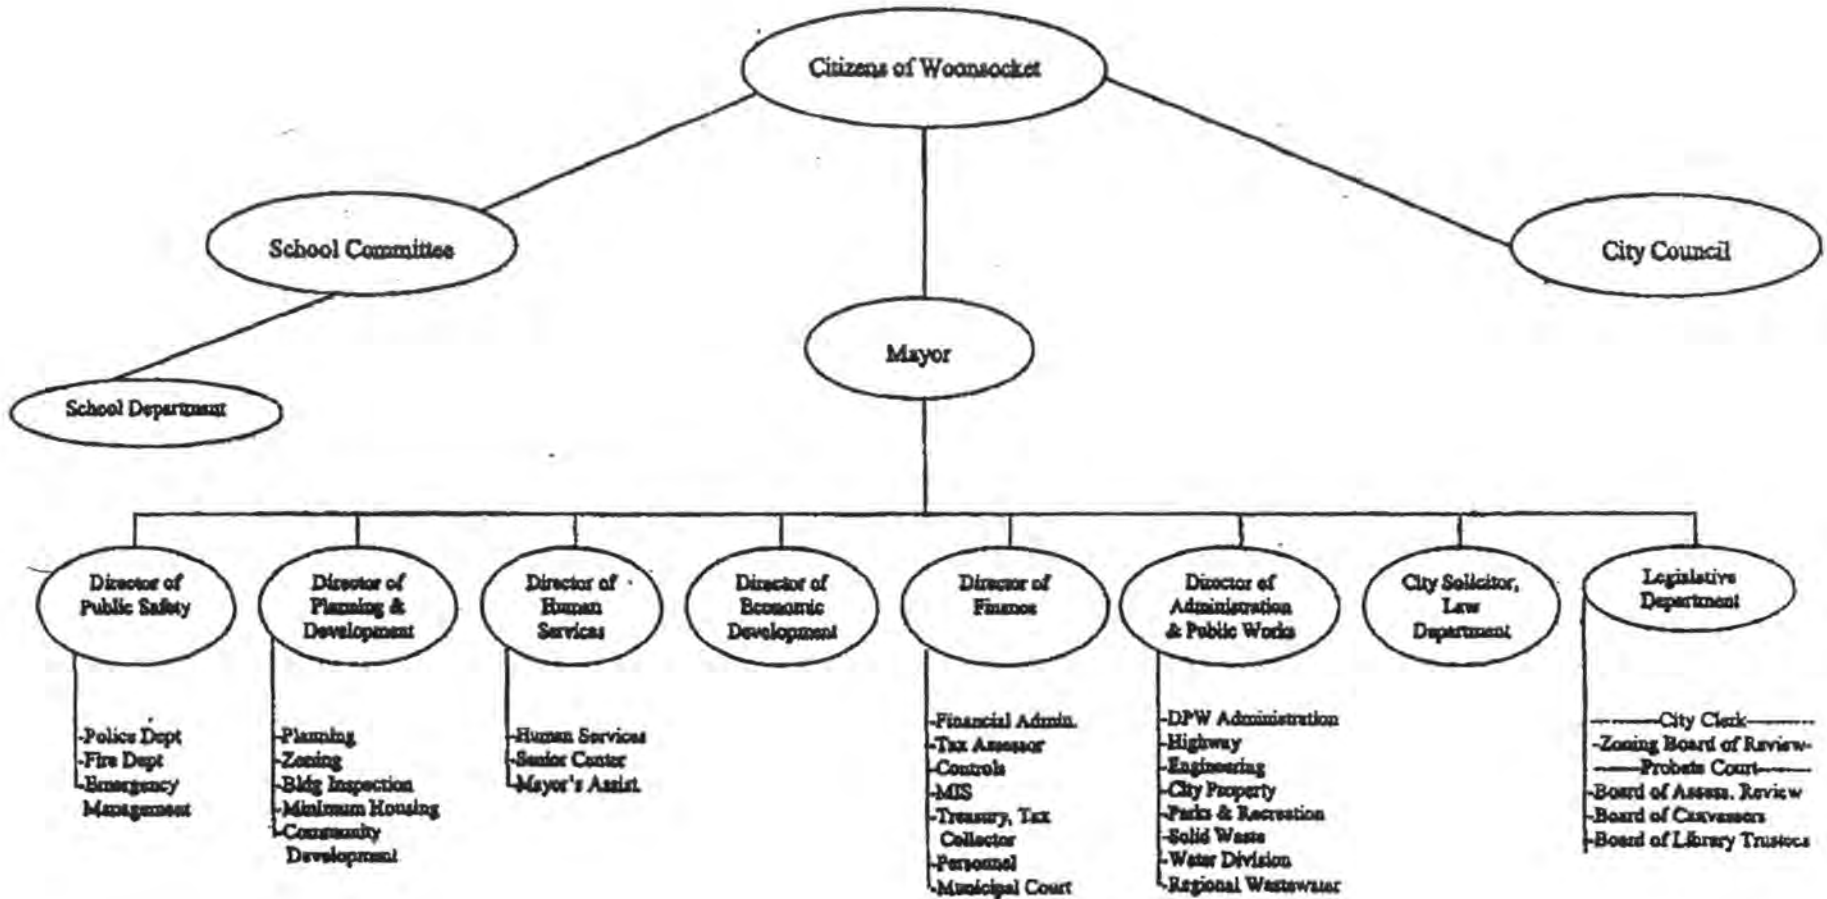 Citizens of Woonsocket
School Committee
City Council
Mayor
School Department
Director of
Public Safety
-Police Dept
-Fire Dept
-Emergency
Management
Director of
Planning &
Development
-Planning
-Zoning
-Bldg Inspection
-Minimum Housing
-Community
Development
Director of
Human
Services
-Human Services
-Senior Center
-Mayor's Assist.
Director of
Economic
Development
Director of
Finance
-Financial Admin.
-Tax Assessor
-Controls
-MIS
-Treasury, Tax
Collector
-Personnel
-Municipal Court
Director of
Administration
& Public Works
-DPW Administration
-Highway
-Engineering
-City Property
-Parks & Recreation
-Solid Waste
-Water Division
-Regional Wastewater
City Solicitor,
Law
Department
Legislative
Department
City Clerk
-Zoning Board of Review-
Probate Court
-Board of Assess. Review
-Board of Canvassers
-Board of Library Trustees